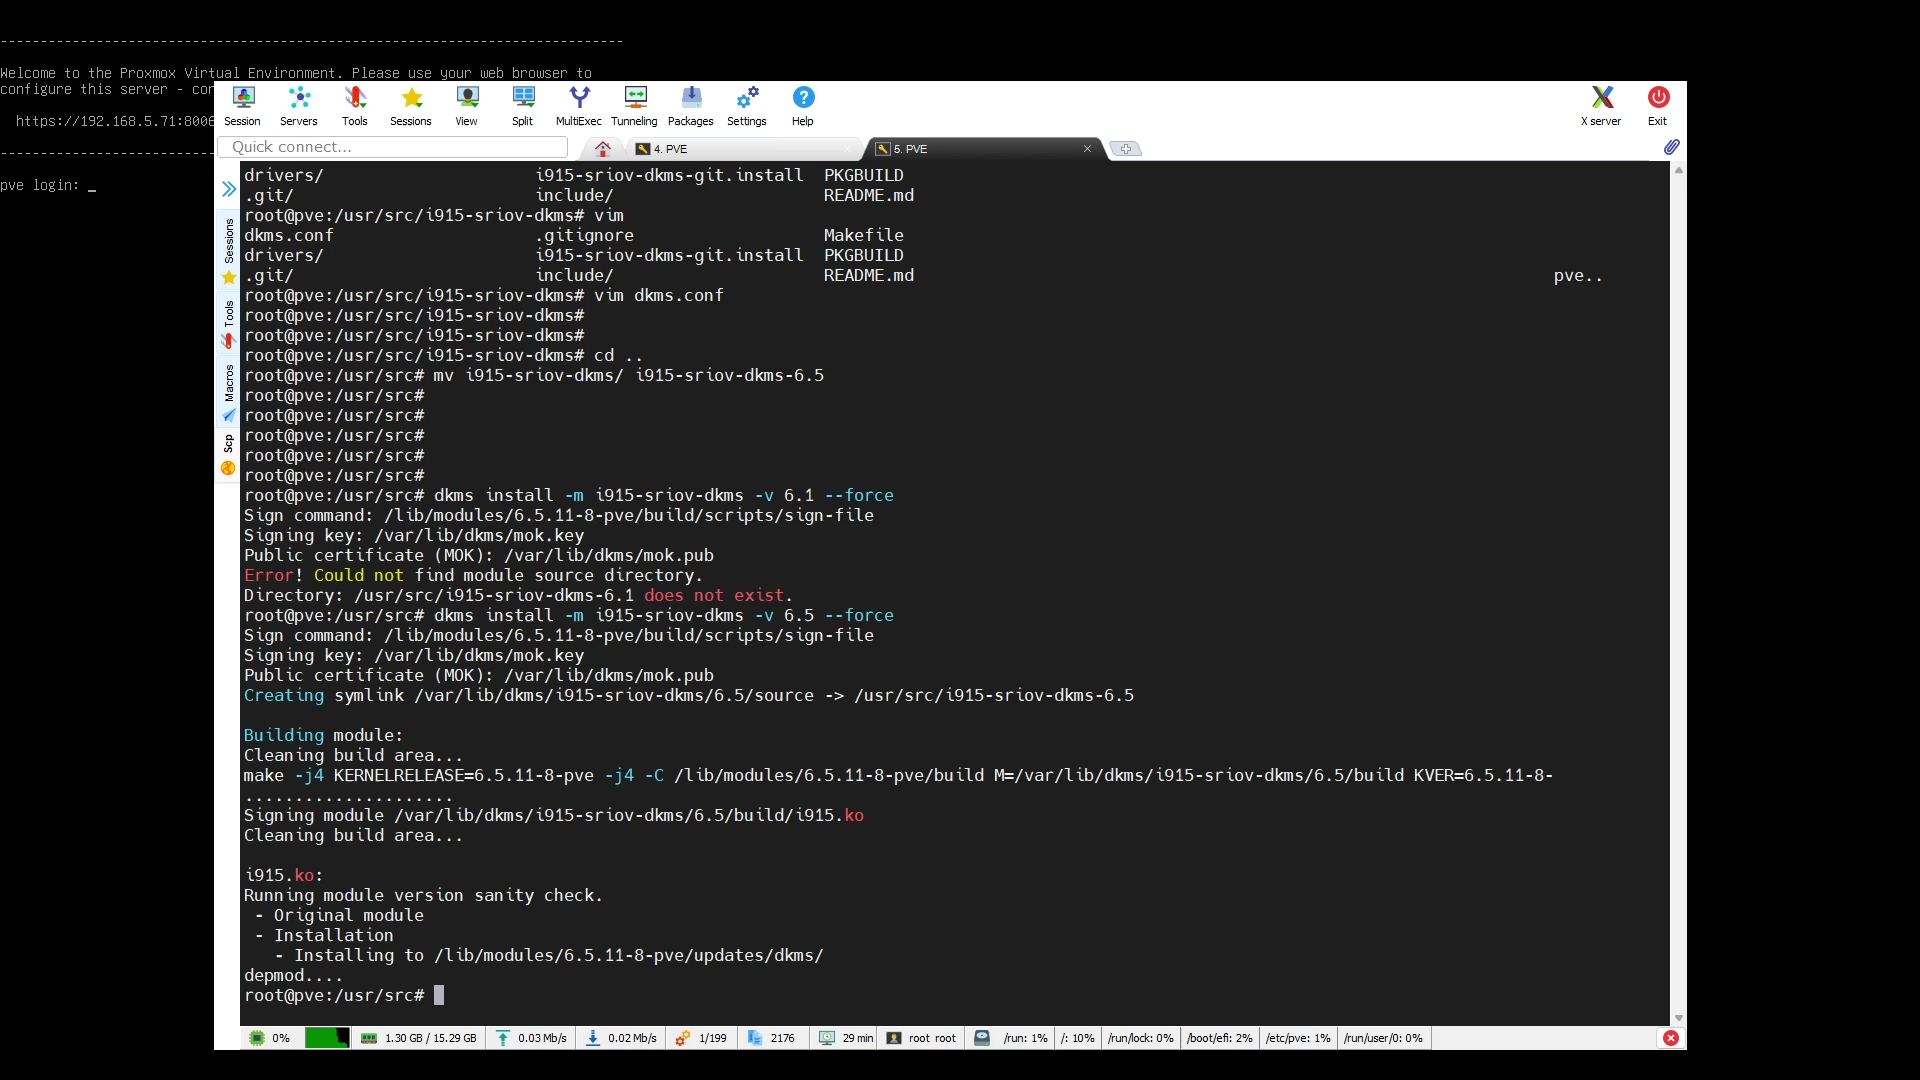 --------------------------------------------------------------------------------
Welcome to the Proxmox Virtual Environment. Please use your web browser to
configure this server - con
https://192.168.5.71:8006
pve login: _
Session Servers Tools Sessions View Split MultiExec Tunneling Packages Settings Help X server Exit
Quick connect...
4. PVE
5. PVE
Sessions
Tools
Macros
Scp
drivers/ i915-sriov-dkms-git.install PKGBUILD
.git/ include/ README.md
root@pve:/usr/src/i915-sriov-dkms# vim
dkms.conf .gitignore Makefile
drivers/ i915-sriov-dkms-git.install PKGBUILD
.git/ include/ README.md pve..
root@pve:/usr/src/i915-sriov-dkms# vim dkms.conf
root@pve:/usr/src/i915-sriov-dkms#
root@pve:/usr/src/i915-sriov-dkms#
root@pve:/usr/src/i915-sriov-dkms# cd ..
root@pve:/usr/src# mv i915-sriov-dkms/ i915-sriov-dkms-6.5
root@pve:/usr/src#
root@pve:/usr/src#
root@pve:/usr/src#
root@pve:/usr/src#
root@pve:/usr/src#
root@pve:/usr/src# dkms install -m i915-sriov-dkms -v 6.1 --force
Sign command: /lib/modules/6.5.11-8-pve/build/scripts/sign-file
Signing key: /var/lib/dkms/mok.key
Public certificate (MOK): /var/lib/dkms/mok.pub
Error! Could not find module source directory.
Directory: /usr/src/i915-sriov-dkms-6.1 does not exist.
root@pve:/usr/src# dkms install -m i915-sriov-dkms -v 6.5 --force
Sign command: /lib/modules/6.5.11-8-pve/build/scripts/sign-file
Signing key: /var/lib/dkms/mok.key
Public certificate (MOK): /var/lib/dkms/mok.pub
Creating symlink /var/lib/dkms/i915-sriov-dkms/6.5/source -> /usr/src/i915-sriov-dkms-6.5
Building module:
Cleaning build area...
make -j4 KERNELRELEASE=6.5.11-8-pve -j4 -C /lib/modules/6.5.11-8-pve/build M=/var/lib/dkms/i915-sriov-dkms/6.5/build KVER=6.5.11-8-
.....................
Signing module /var/lib/dkms/i915-sriov-dkms/6.5/build/i915.ko
Cleaning build area...
i915.ko:
Running module version sanity check.
- Original module
- Installation
- Installing to /lib/modules/6.5.11-8-pve/updates/dkms/
depmod....
root@pve:/usr/src#
0% 1.30 GB / 15.29 GB 0.03 Mb/s 0.02 Mb/s 1/199 2176 29 min root root /run: 1% /: 10% /run/lock: 0% /boot/efi: 2% /etc/pve: 1% /run/user/0: 0%